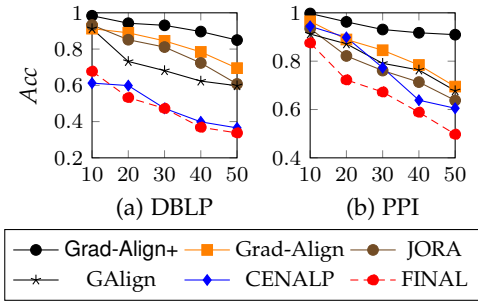 1
0.8
0.6
0.4
0.2
Acc
10 20 30 40 50
(a) DBLP
1
0.8
0.6
0.4
10 20 30 40 50
(b) PPI
Grad-Align+ Grad-Align JORA
GAlign CENALP FINAL